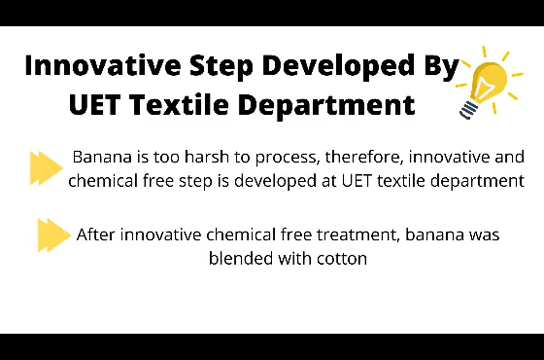 Innovative Step Developed By
UET Textile Department
Banana is too harsh to process, therefore, innovative and
chemical free step is developed at UET textile department
After innovative chemical free treatment, banana was
blended with cotton